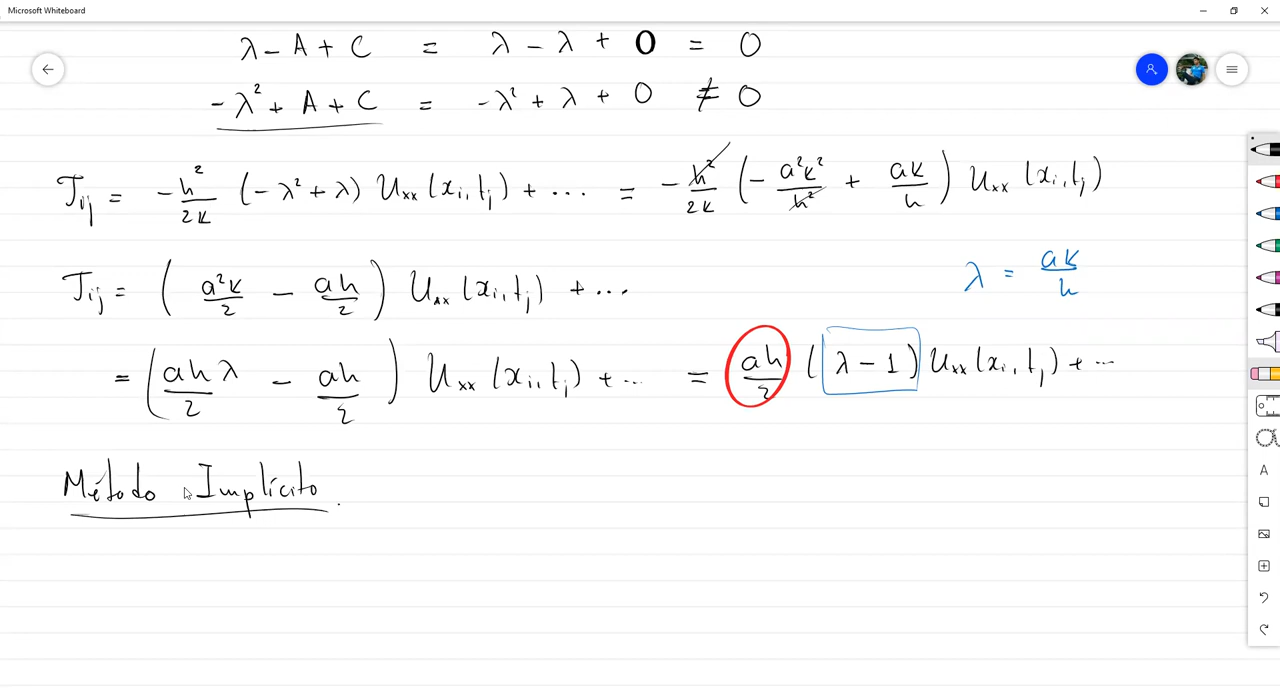 Microsoft Whiteboard
λ - A + C = λ - λ + 0 = 0
-λ² + A + C = -λ² + λ + 0 ≠ 0
Tij = -h²/2k (-λ² + λ) Uxx (xi, tj) + ... = -h²/2k (-a²k²/h² + ak/h) Uxx (xi, tj)
λ = ak/h
Tij = (a²k/2 - ah/2) Uxx (xi, tj) + ...
= (ahλ/2 - ah/2) Uxx (xi, tj) + ... = ah/2 (λ - 1) Uxx (xi, tj) + ...
Método Implícito.
A